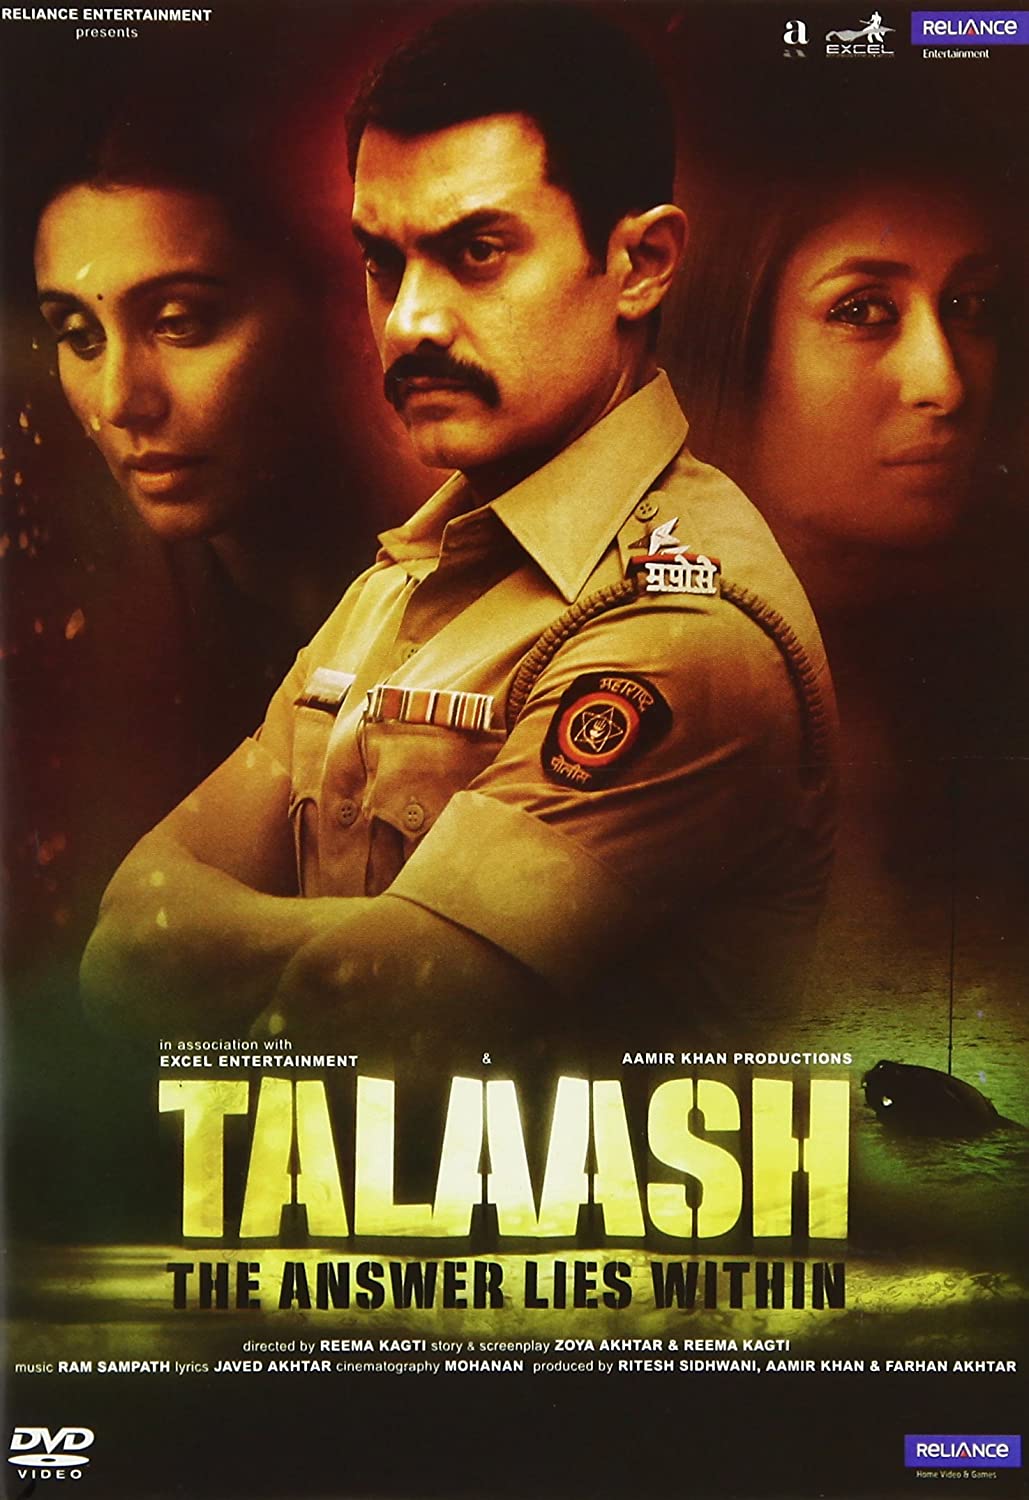 RELIANCE ENTERTAINMENT
presents
a
EXCEL
RELIANCE
Entertainment
मपोसे
महाराष्ट्र
पोलीस
in association with
EXCEL ENTERTAINMENT & AAMIR KHAN PRODUCTIONS
TALAASH
THE ANSWER LIES WITHIN
directed by REEMA KAGTI story & screenplay ZOYA AKHTAR & REEMA KAGTI
music RAM SAMPATH lyrics JAVED AKHTAR cinematography MOHANAN produced by RITESH SIDHWANI, AAMIR KHAN & FARHAN AKHTAR
DVD
VIDEO
RELIANCE
Home Video & Games